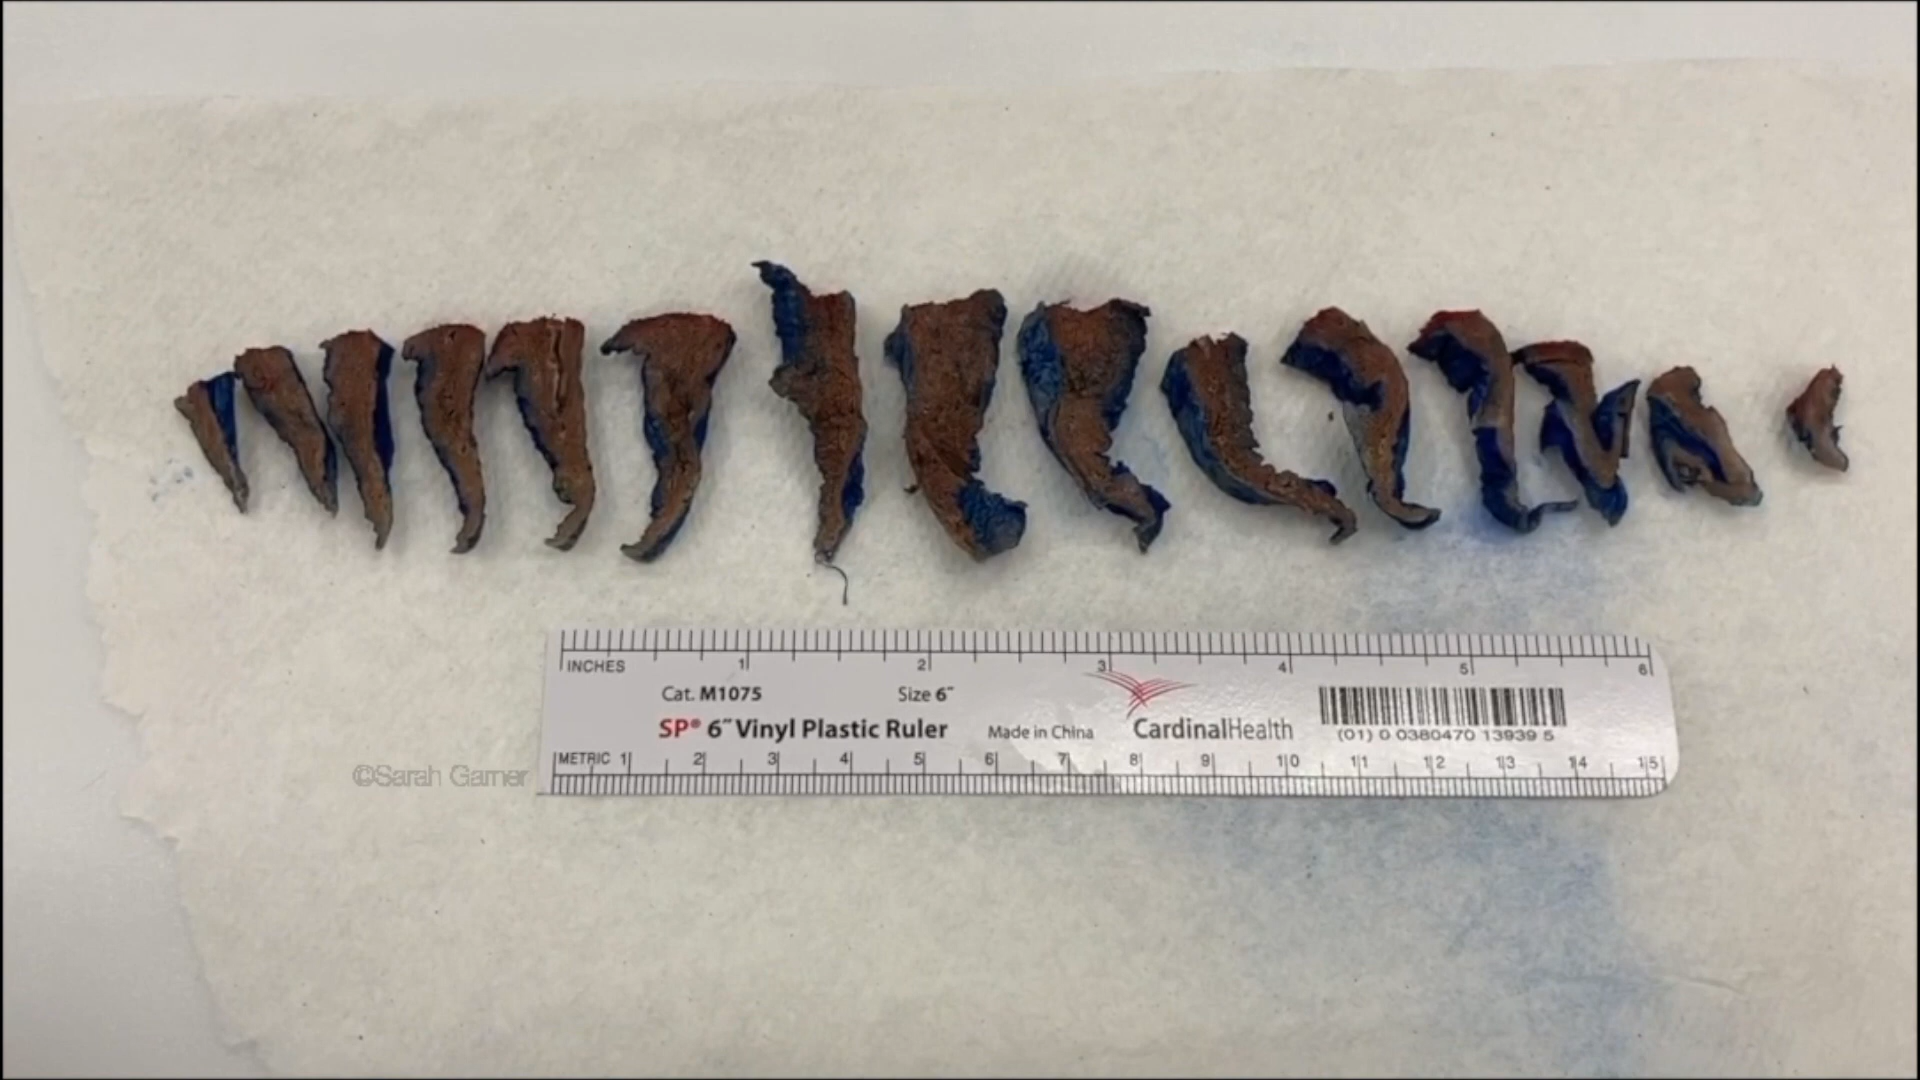 INCHES 1 2 3 4 5 6
Cat. M1075 Size 6"
SP® 6" Vinyl Plastic Ruler Made in China CardinalHealth
(01) 0 0380470 13939 5
METRIC 1 2 3 4 5 6 7 8 9 10 11 12 13 14 15
©Sarah Garner